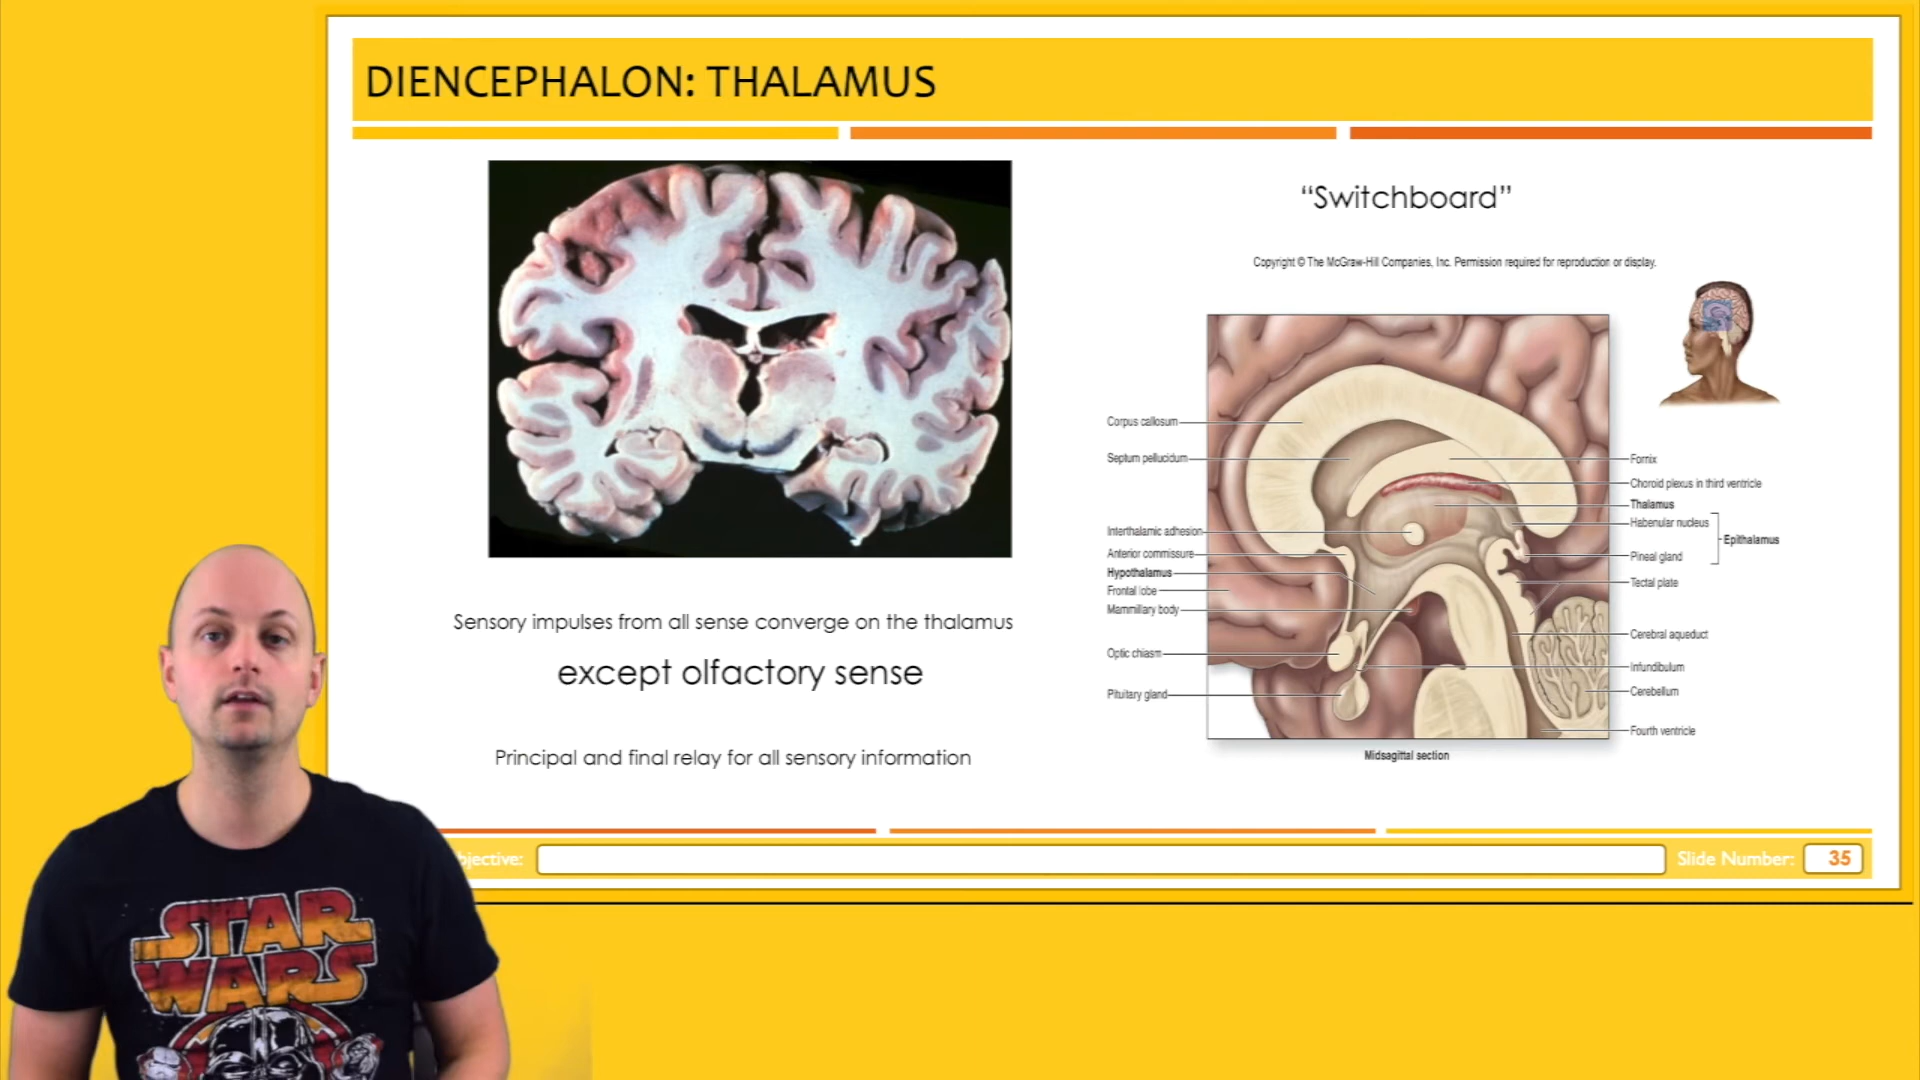 DIENCEPHALON: THALAMUS
“Switchboard”
Copyright © The McGraw-Hill Companies, Inc. Permission required for reproduction or display.
Corpus callosum
Septum pellucidum
Interthalamic adhesion
Anterior commissure
Hypothalamus
Frontal lobe
Mammillary body
Optic chiasm
Pituitary gland
Fornix
Choroid plexus in third ventricle
Thalamus
Habenular nucleus
Epithalamus
Pineal gland
Tectal plate
Cerebral aqueduct
Infundibulum
Cerebellum
Fourth ventricle
Midsagittal section
Sensory impulses from all sense converge on the thalamus
except olfactory sense
Principal and final relay for all sensory information
bjective:
Slide Number: 35
STAR
WARS